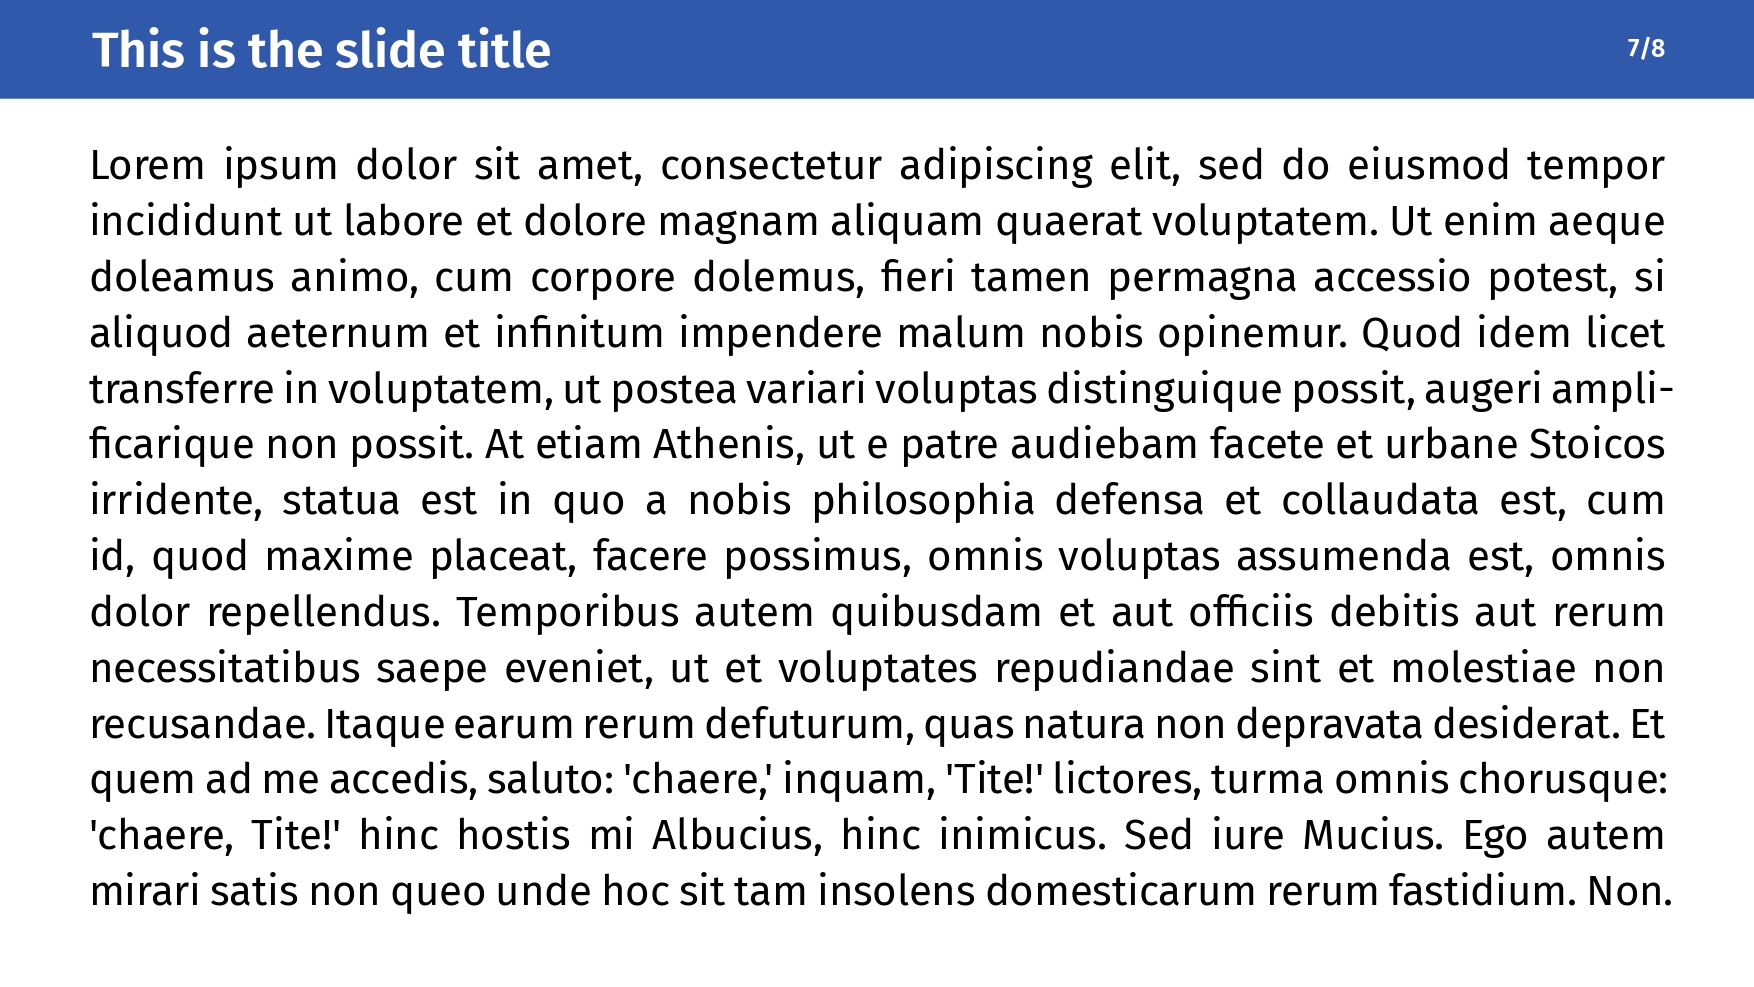 This is the slide title
7/8
Lorem ipsum dolor sit amet, consectetur adipiscing elit, sed do eiusmod tempor
incididunt ut labore et dolore magnam aliquam quaerat voluptatem. Ut enim aeque
doleamus animo, cum corpore dolemus, fieri tamen permagna accessio potest, si
aliquod aeternum et infinitum impendere malum nobis opinemur. Quod idem licet
transferre in voluptatem, ut postea variari voluptas distinguique possit, augeri ampli-
ficarique non possit. At etiam Athenis, ut e patre audiebam facete et urbane Stoicos
irridente, statua est in quo a nobis philosophia defensa et collaudata est, cum
id, quod maxime placeat, facere possimus, omnis voluptas assumenda est, omnis
dolor repellendus. Temporibus autem quibusdam et aut officiis debitis aut rerum
necessitatibus saepe eveniet, ut et voluptates repudiandae sint et molestiae non
recusandae. Itaque earum rerum defuturum, quas natura non depravata desiderat. Et
quem ad me accedis, saluto: 'chaere,' inquam, 'Tite!' lictores, turma omnis chorusque:
'chaere, Tite!' hinc hostis mi Albucius, hinc inimicus. Sed iure Mucius. Ego autem
mirari satis non queo unde hoc sit tam insolens domesticarum rerum fastidium. Non.